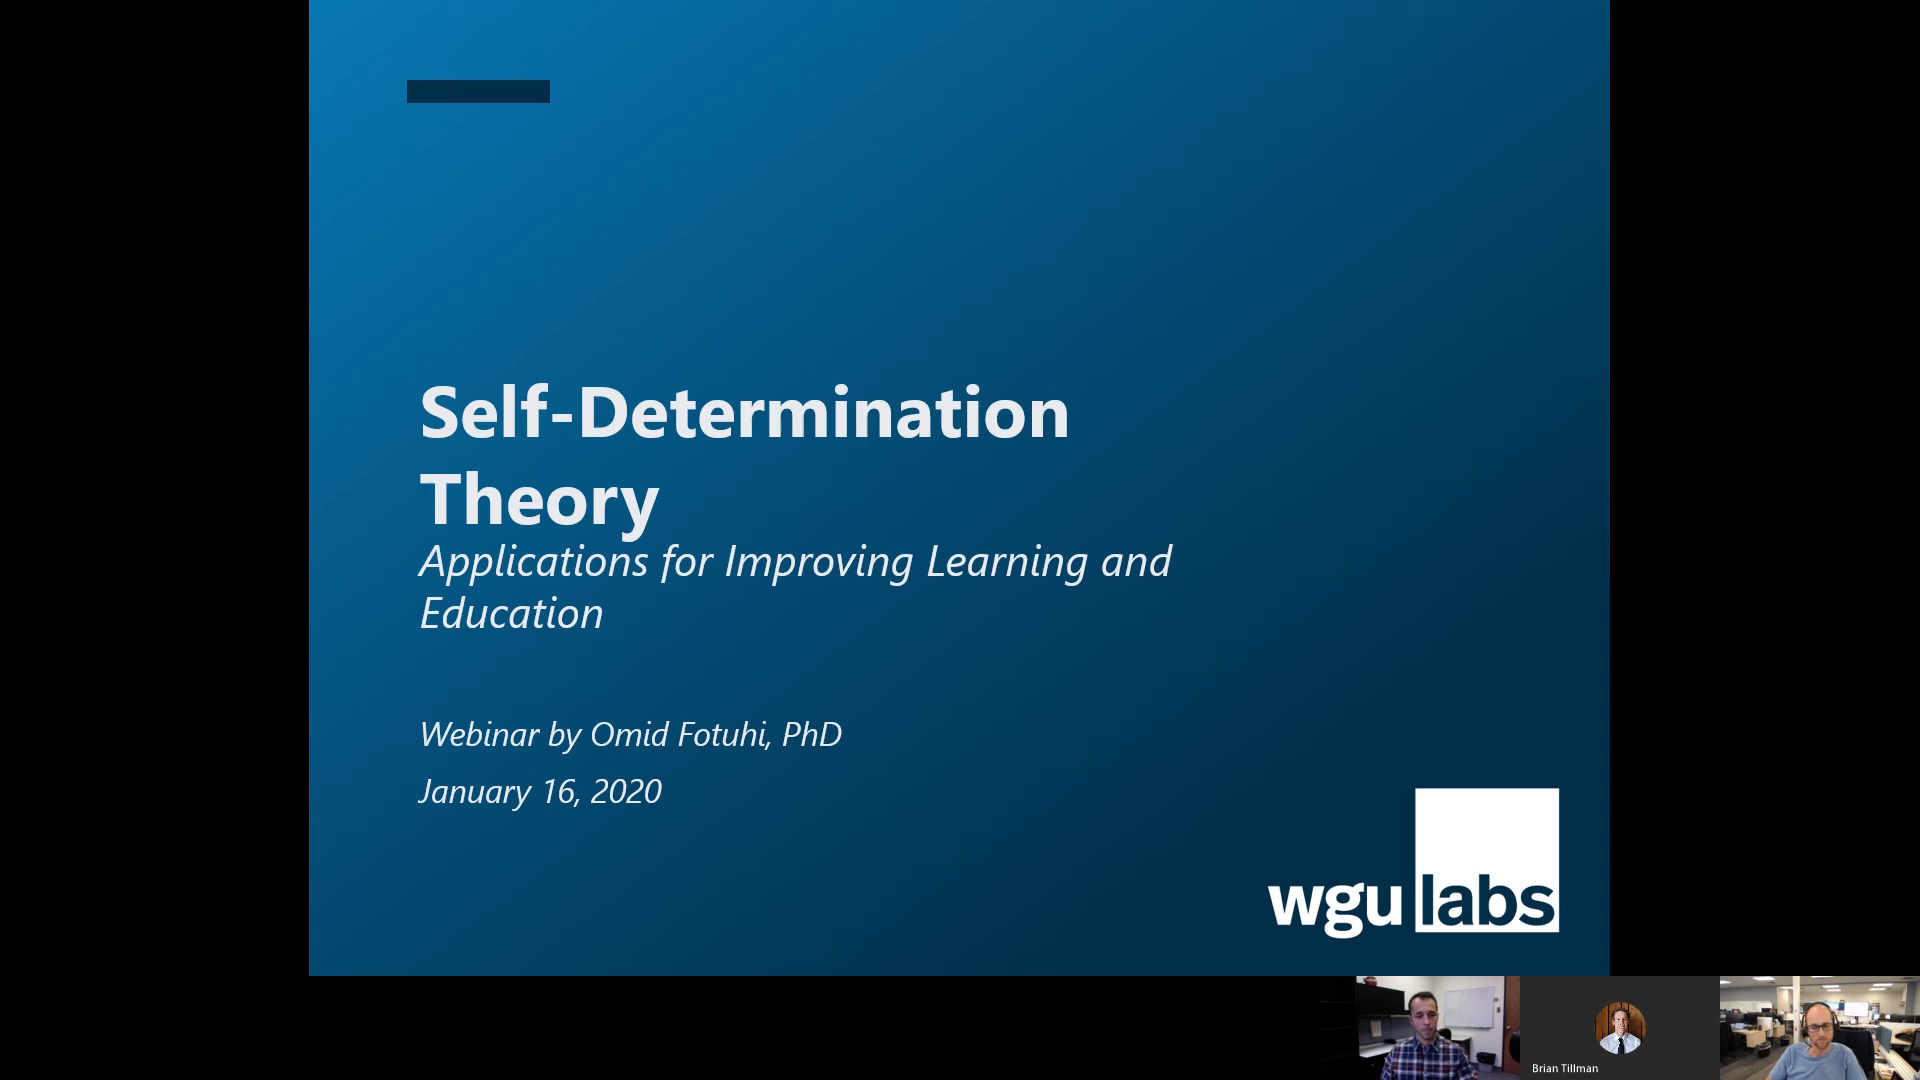 Self-Determination
Theory
Applications for Improving Learning and
Education
Webinar by Omid Fotuhi, PhD
January 16, 2020
wgu labs
Brian Tillman